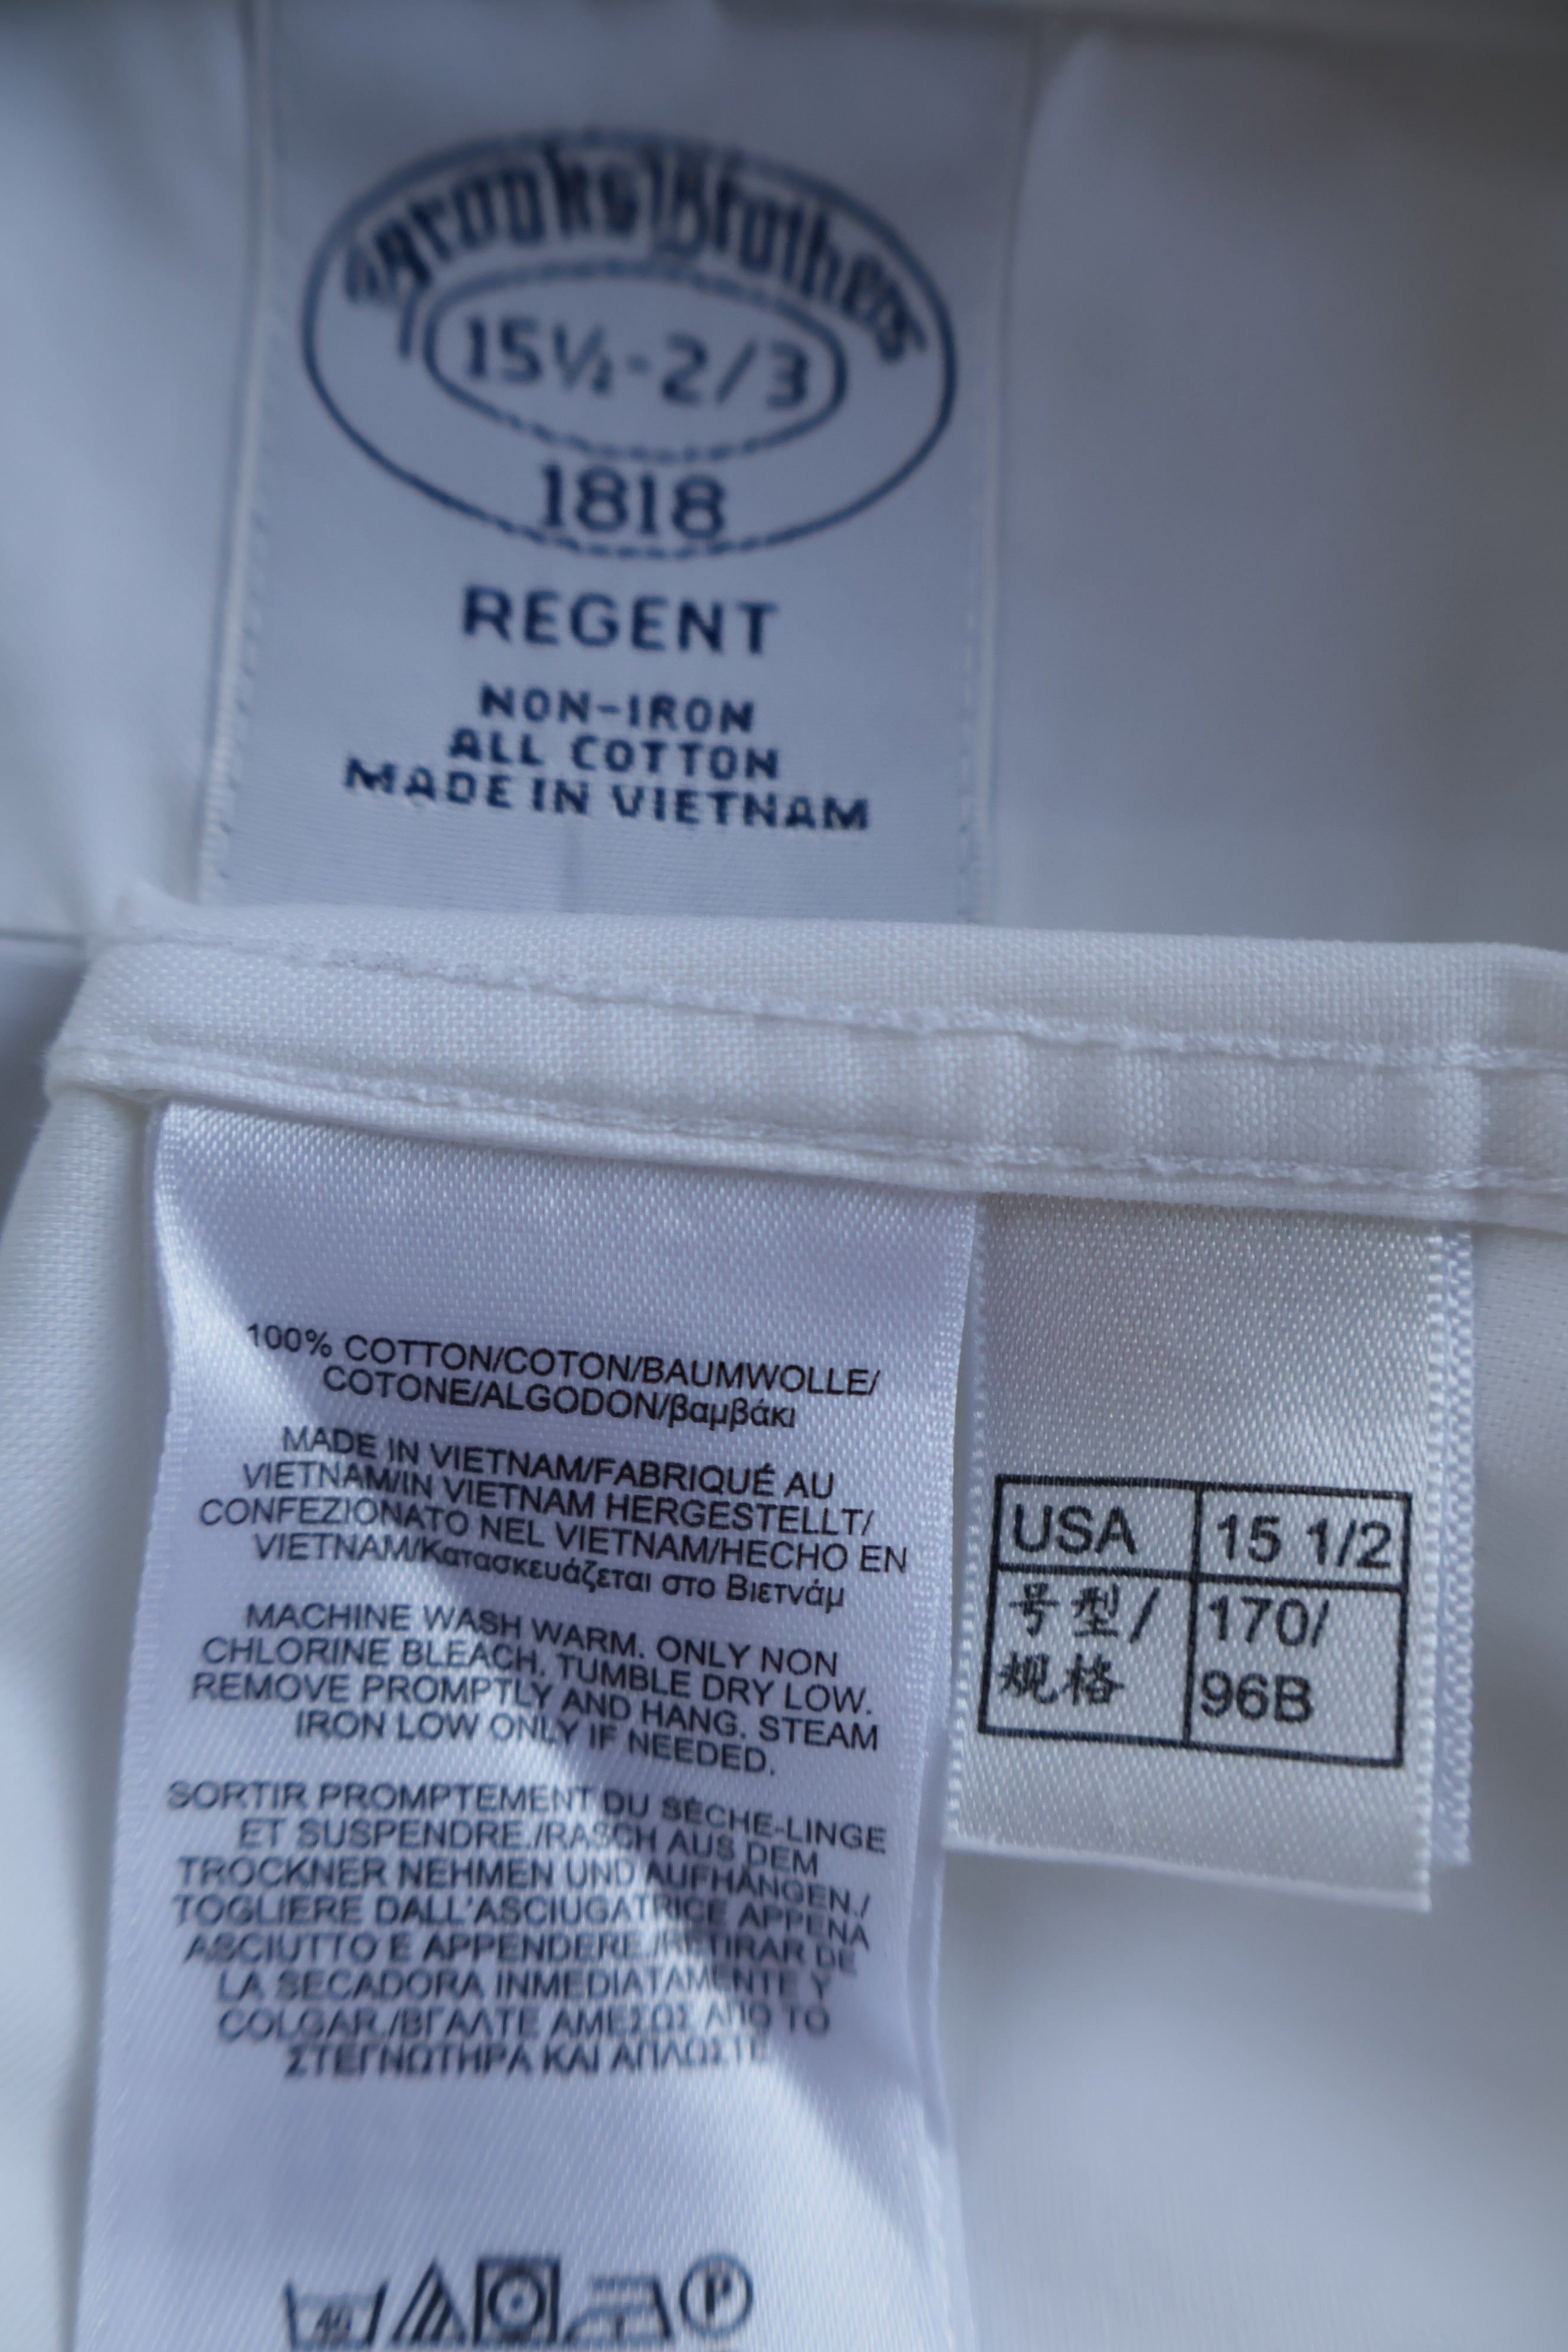 Brooks Brothers
15½-2/3
1818
REGENT
NON-IRON
ALL COTTON
MADE IN VIETNAM
100% COTTON/COTON/BAUMWOLLE/
COTONE/ALGODON/βαμβάκι
MADE IN VIETNAM/FABRIQUÉ AU
VIETNAM/IN VIETNAM HERGESTELLT/
CONFEZIONATO NEL VIETNAM/HECHO EN
VIETNAM/Κατασκευάζεται στο Βιετνάμ
MACHINE WASH WARM. ONLY NON
CHLORINE BLEACH. TUMBLE DRY LOW.
REMOVE PROMPTLY AND HANG. STEAM
IRON LOW ONLY IF NEEDED.
SORTIR PROMPTEMENT DU SÉCHE-LINGE
ET SUSPENDRE./RASCH AUS DEM
TROCKNER NEHMEN UND AUFHÄNGEN./
TOGLIERE DALL'ASCIUGATRICE APPENA
ASCIUTTO E APPENDERE./RETIRAR DE
LA SECADORA INMEDIATAMENTE Y
COLGAR./ΒΓΑΛΤΕ ΑΜΕΣΩΣ ΑΠΟ ΤΟ
ΣΤΕΓΝΩΤΗΡΑ ΚΑΙ ΑΠΛΩΣΤΕ
40 P
USA 15 1/2
号型/ 170/
规格 96B